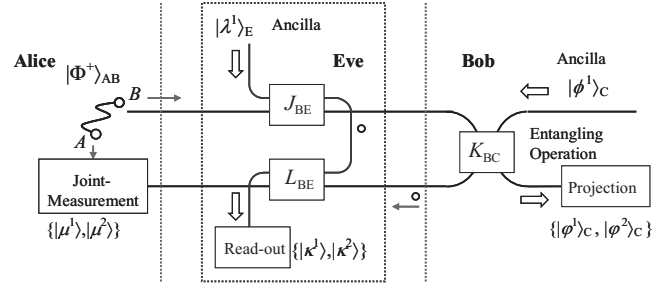 |λ¹⟩E Ancilla
Alice Eve Bob Ancilla
|Φ⁺⟩AB |ϕ¹⟩C
B
JBE
A
KBC
Entangling
Operation
Joint-
Measurement
LBE
Projection
{|μ¹⟩,|μ²⟩}
Read-out
{|κ¹⟩,|κ²⟩}
{|φ¹⟩C , |φ²⟩C }